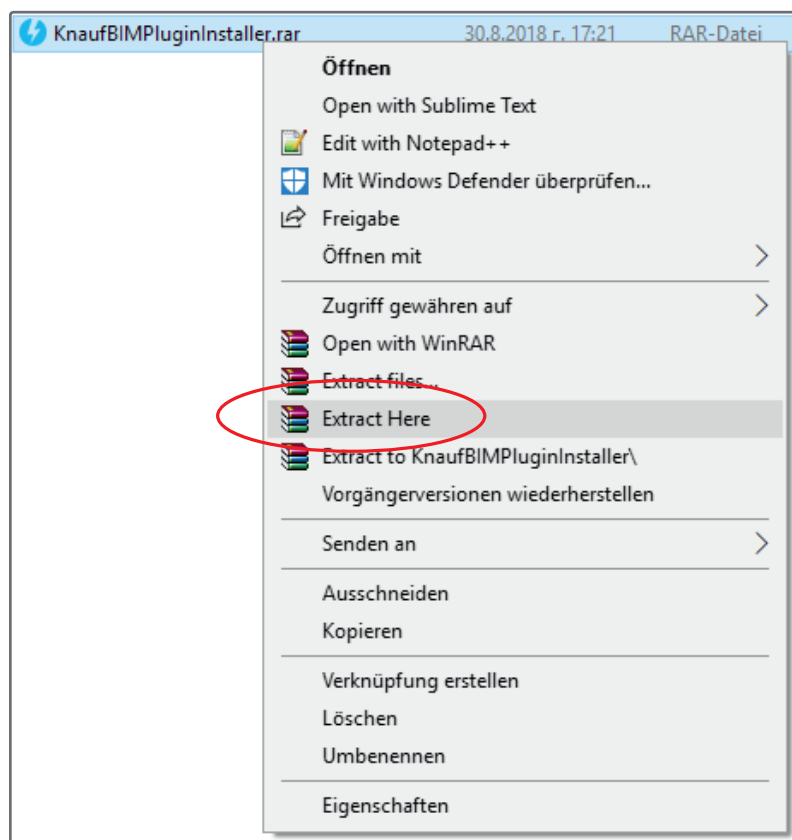 KnaufBIMPluginInstaller.rar 30.8.2018 г. 17:21 RAR-Datei
Öffnen
Open with Sublime Text
Edit with Notepad++
Mit Windows Defender überprüfen...
Freigabe
Öffnen mit
Zugriff gewähren auf
Open with WinRAR
Extract files...
Extract Here
Extract to KnaufBIMPluginInstaller\
Vorgängerversionen wiederherstellen
Senden an
Ausschneiden
Kopieren
Verknüpfung erstellen
Löschen
Umbenennen
Eigenschaften